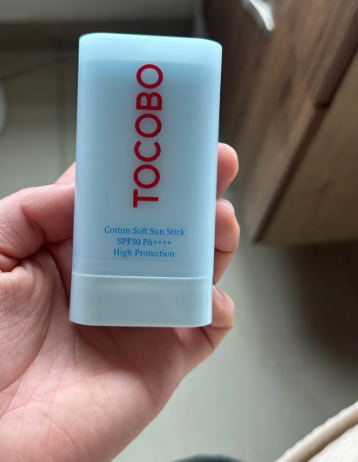 TOCOBO
Cotton Soft Sun Stick
SPF50 PA++++
High Protection